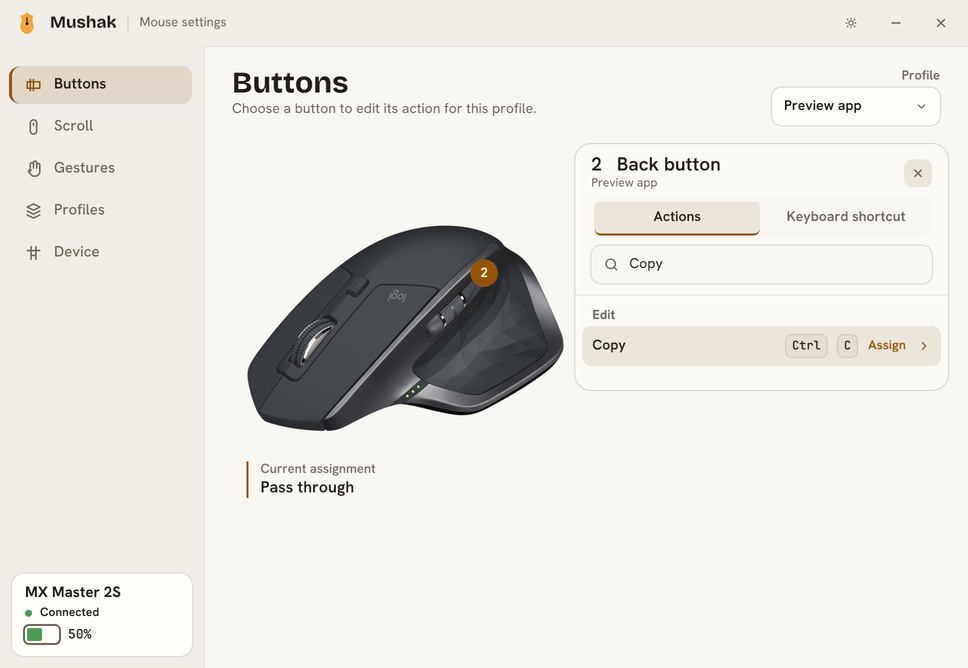 Mushak
Mouse settings
Buttons
Scroll
Gestures
Profiles
Device
MX Master 2S
Connected
50%
Buttons
Choose a button to edit its action for this profile.
Profile
Preview app
logi
2
Current assignment
Pass through
2 Back button
Preview app
Actions
Keyboard shortcut
Copy
Edit
Copy Ctrl C Assign